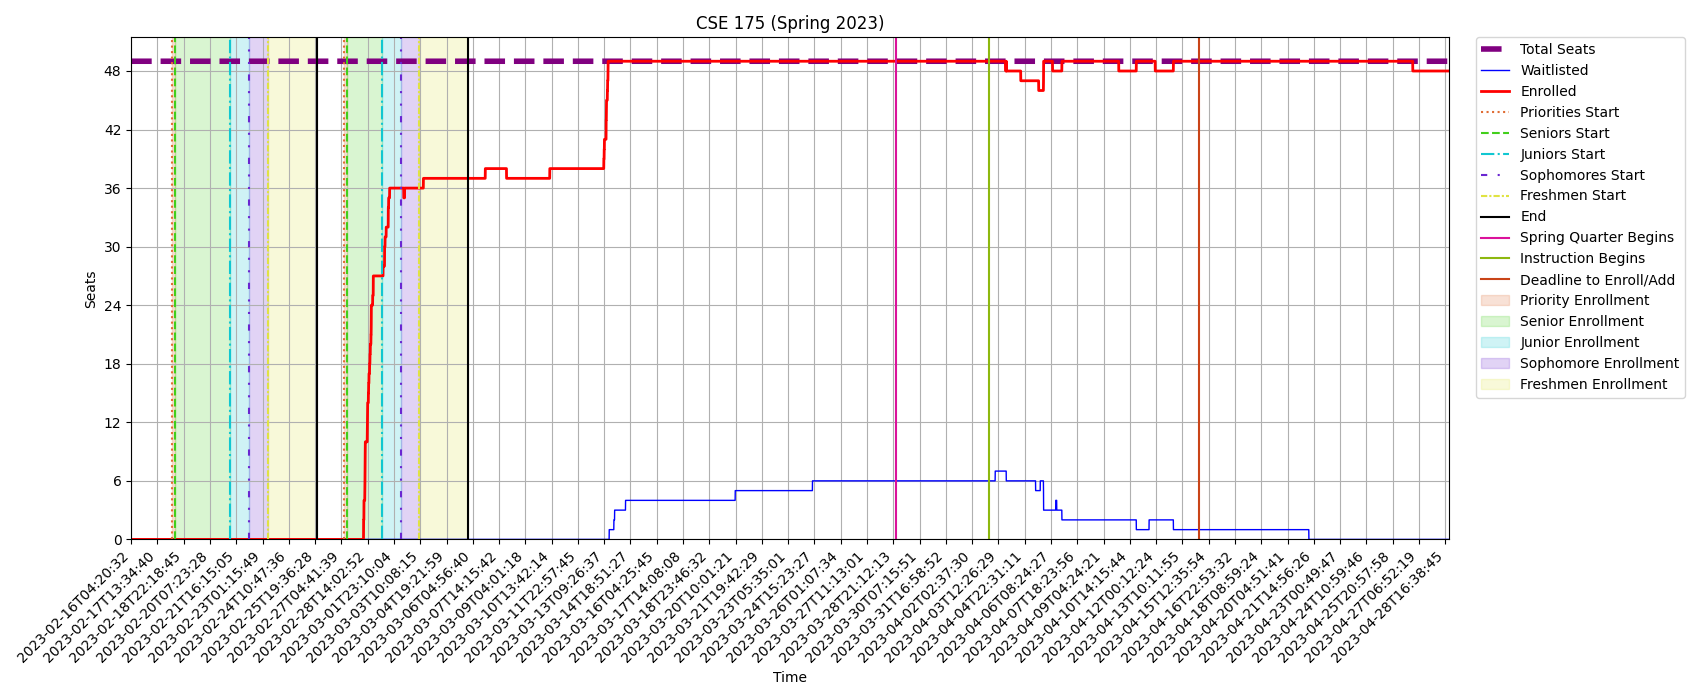 CSE 175 (Spring 2023)
Seats
48
42
36
30
24
18
12
6
0
2023-02-16T04:20:32
2023-02-17T13:34:40
2023-02-18T22:18:45
2023-02-20T07:23:28
2023-02-21T16:15:05
2023-02-23T01:15:49
2023-02-24T10:47:36
2023-02-25T19:36:28
2023-02-27T04:41:39
2023-02-28T14:02:52
2023-03-01T23:10:04
2023-03-03T10:08:15
2023-03-04T19:21:59
2023-03-06T04:56:40
2023-03-07T14:15:42
2023-03-09T04:01:18
2023-03-10T13:42:14
2023-03-11T22:57:45
2023-03-13T09:26:37
2023-03-14T18:51:27
2023-03-16T04:25:45
2023-03-17T14:08:08
2023-03-18T23:46:32
2023-03-20T10:01:21
2023-03-21T19:42:29
2023-03-23T05:35:01
2023-03-24T15:23:27
2023-03-26T01:07:34
2023-03-27T11:13:01
2023-03-28T21:12:13
2023-03-30T07:15:51
2023-03-31T16:58:52
2023-04-02T02:37:30
2023-04-03T12:26:29
2023-04-04T22:31:11
2023-04-06T08:24:27
2023-04-07T18:23:56
2023-04-09T04:24:21
2023-04-10T14:15:44
2023-04-12T00:12:24
2023-04-13T10:11:55
2023-04-15T12:35:54
2023-04-16T22:53:32
2023-04-18T08:59:24
2023-04-20T04:51:41
2023-04-21T14:56:26
2023-04-23T00:49:47
2023-04-24T10:59:46
2023-04-25T20:57:58
2023-04-27T06:52:19
2023-04-28T16:38:45
Time
Total Seats
Waitlisted
Enrolled
Priorities Start
Seniors Start
Juniors Start
Sophomores Start
Freshmen Start
End
Spring Quarter Begins
Instruction Begins
Deadline to Enroll/Add
Priority Enrollment
Senior Enrollment
Junior Enrollment
Sophomore Enrollment
Freshmen Enrollment